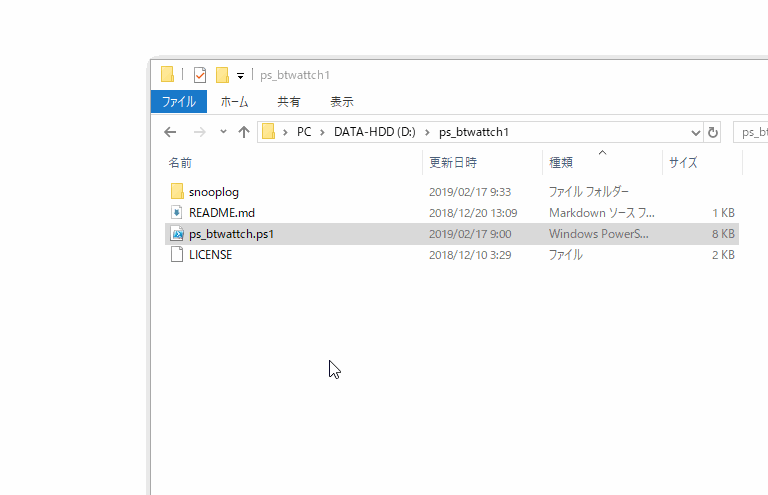 ps_btwattch1
ファイル ホーム 共有 表示
PC DATA-HDD (D:) ps_btwattch1 ps_bt
名前 更新日時 種類 サイズ
snooplog 2019/02/17 9:33 ファイル フォルダー
README.md 2018/12/20 13:09 Markdown ソース フ... 1 KB
ps_btwattch.ps1 2019/02/17 9:00 Windows PowerS... 8 KB
LICENSE 2018/12/10 3:29 ファイル 2 KB